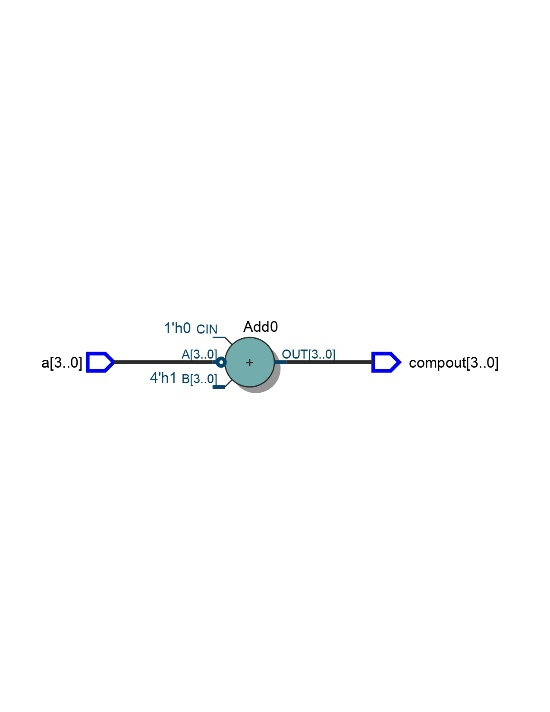 1'h0 CIN
Add0
a[3..0]
A[3..0]
+
OUT[3..0]
compout[3..0]
4'h1 B[3..0]